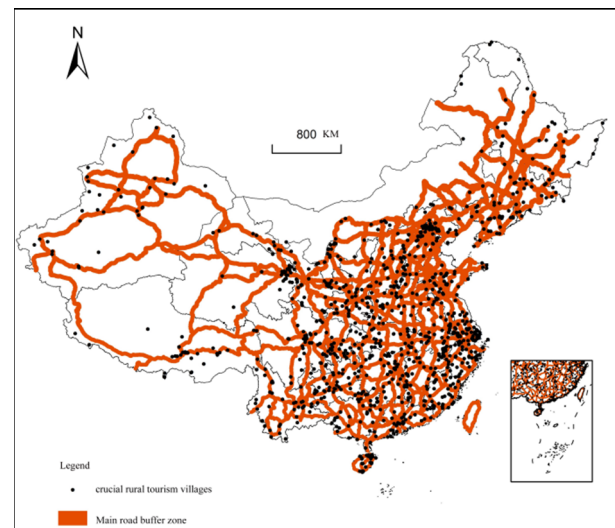 N
800 KM
Legend
crucial rural tourism villages
Main road buffer zone